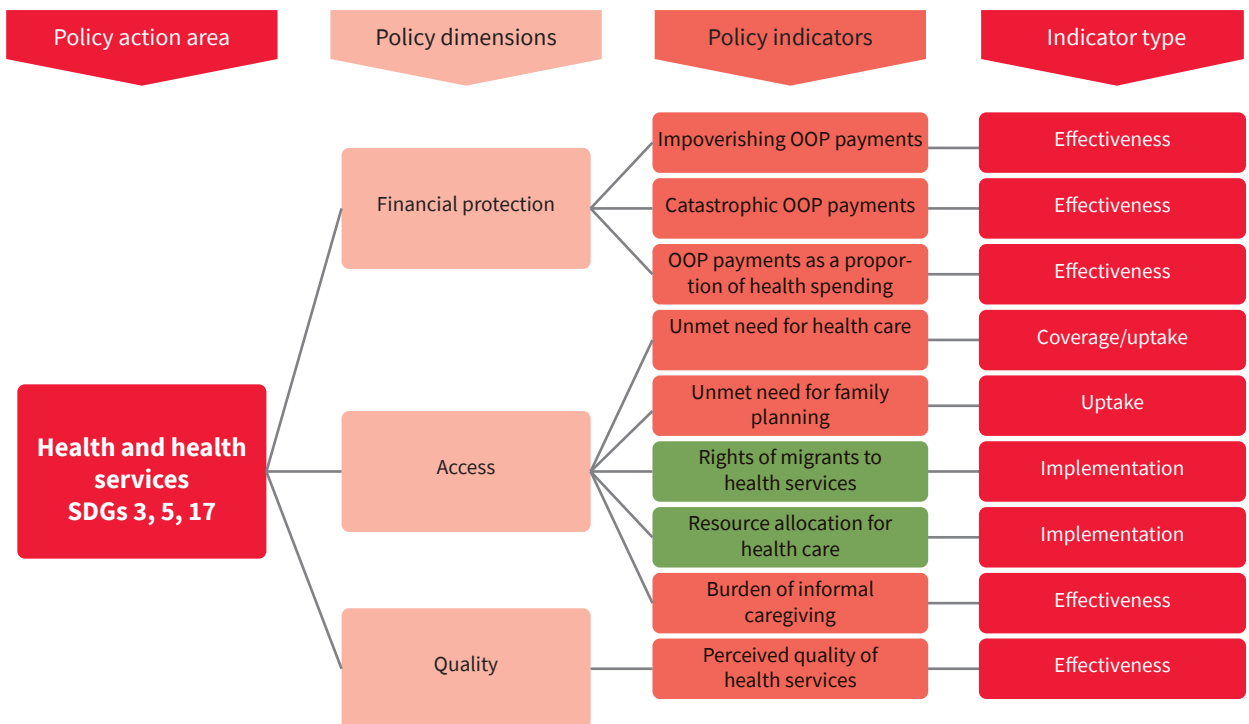 Policy action area
Policy dimensions
Policy indicators
Indicator type
Health and health
services
SDGs 3, 5, 17
Financial protection
Impoverishing OOP payments
Effectiveness
Catastrophic OOP payments
Effectiveness
OOP payments as a propor-
tion of health spending
Effectiveness
Access
Unmet need for health care
Coverage/uptake
Unmet need for family
planning
Uptake
Rights of migrants to
health services
Implementation
Resource allocation for
health care
Implementation
Burden of informal
caregiving
Effectiveness
Quality
Perceived quality of
health services
Effectiveness